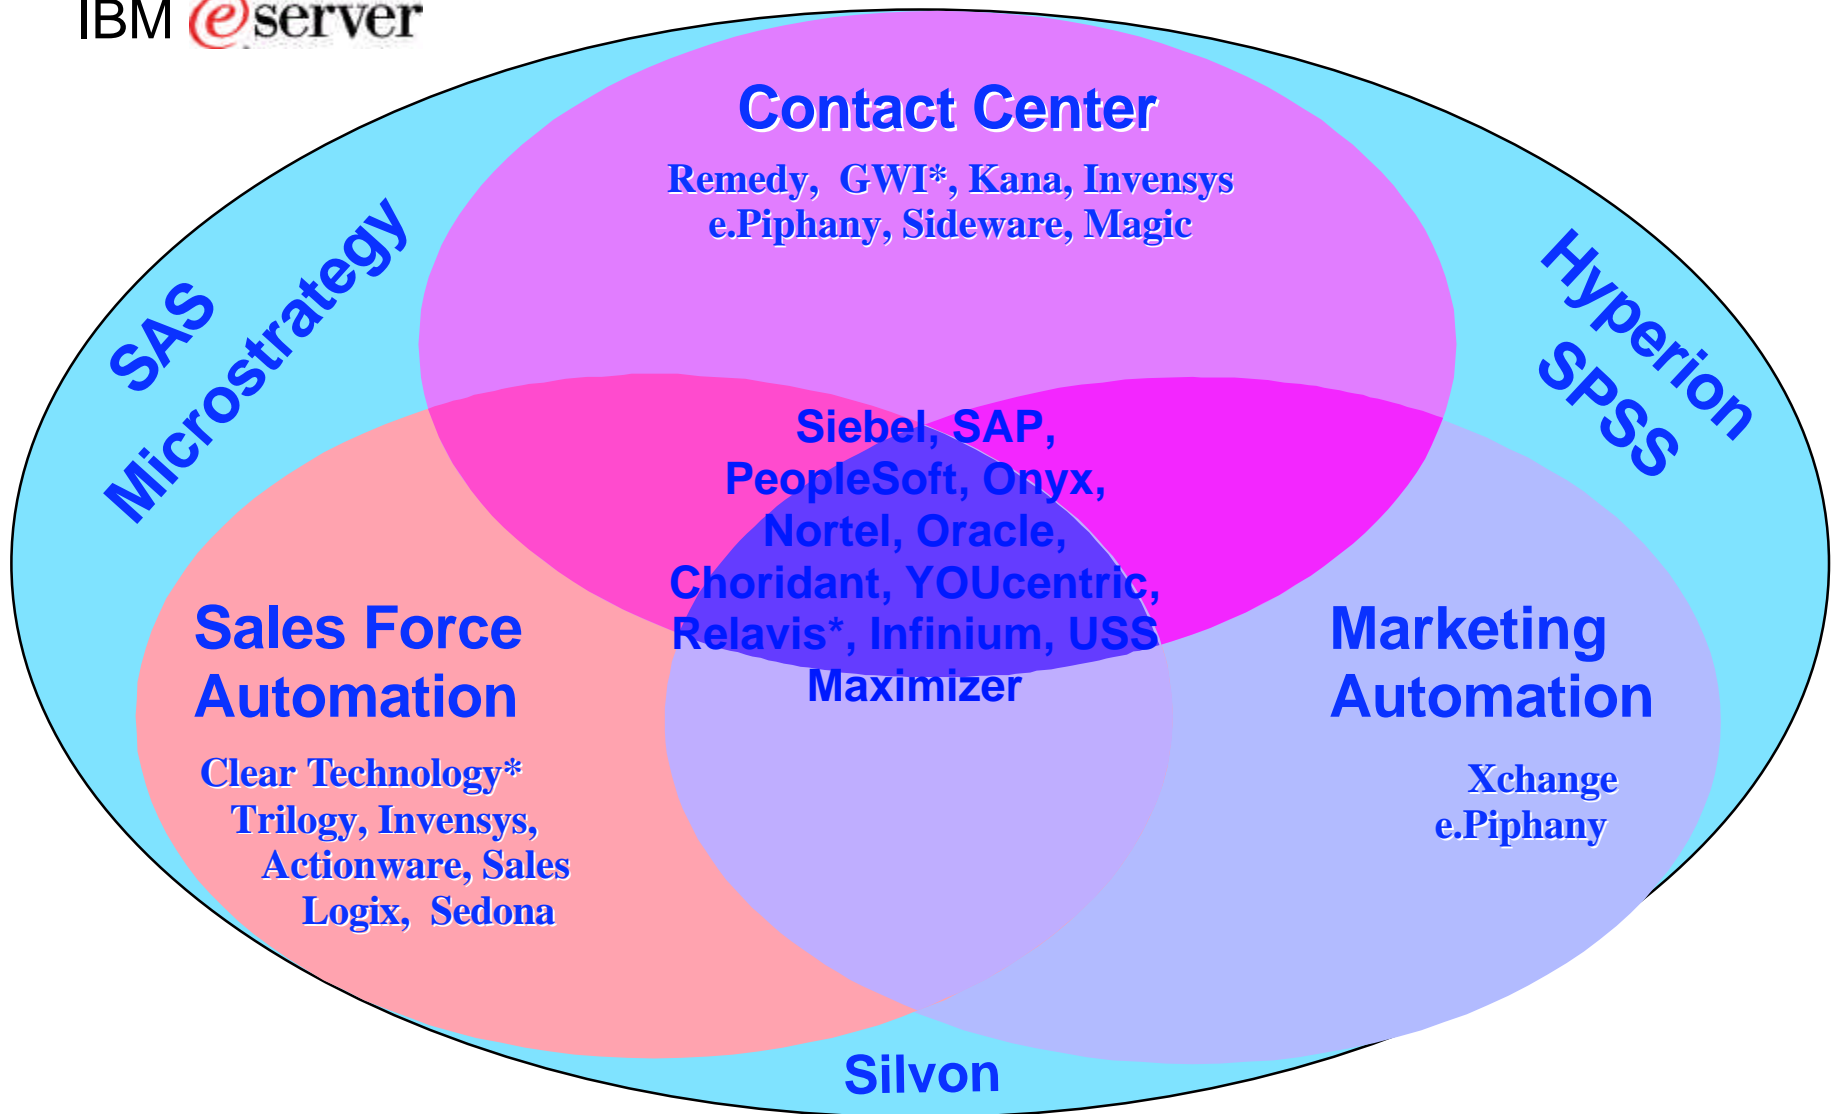 IBM eserver
Contact Center
Remedy, GWI*, Kana, Invensys
e.Piphany, Sideware, Magic
SAS
Microstrategy
Hyperion
SPSS
Siebel, SAP,
PeopleSoft, Onyx,
Nortel, Oracle,
Choridant, YOUcentric,
Relavis*, Infinium, USS
Maximizer
Sales Force
Automation
Clear Technology*
Trilogy, Invensys,
Actionware, Sales
Logix, Sedona
Marketing
Automation
Xchange
e.Piphany
Silvon